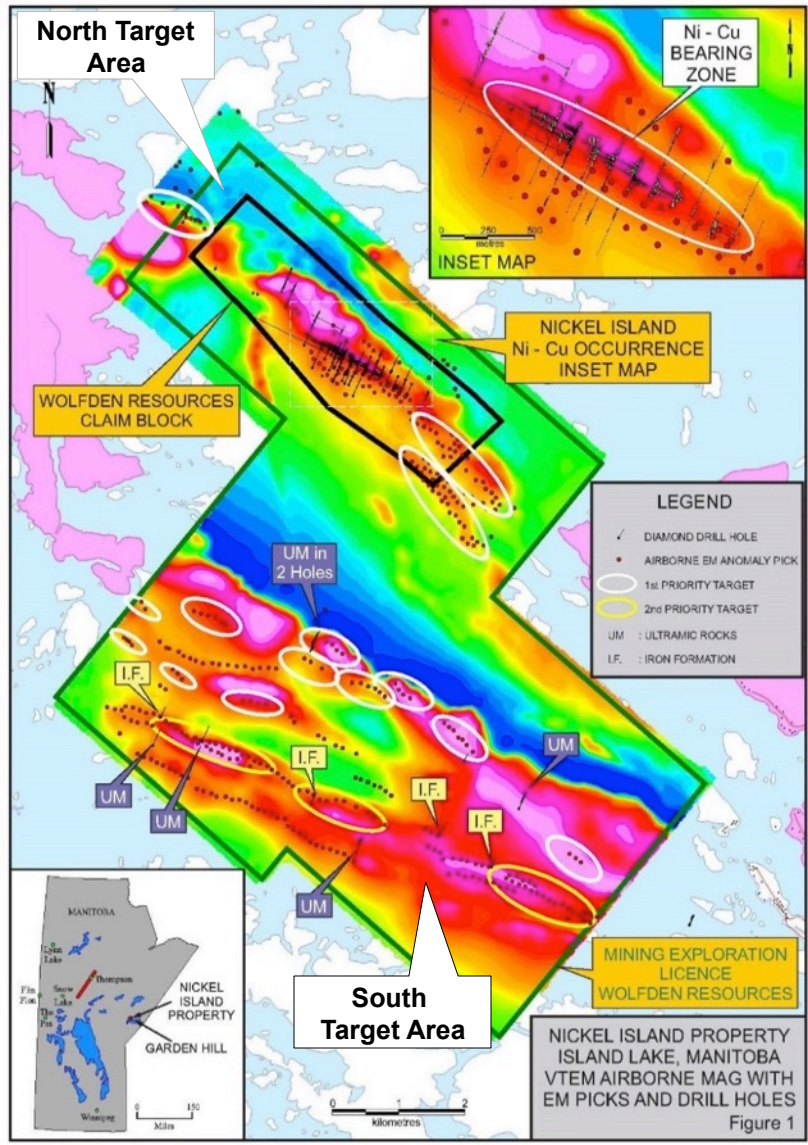 North Target
Area
N
Ni - Cu
BEARING
ZONE
0 250 500
metres
INSET MAP
NICKEL ISLAND
Ni - Cu OCCURRENCE
INSET MAP
WOLFDEN RESOURCES
CLAIM BLOCK
LEGEND
DIAMOND DRILL HOLE
AIRBORNE EM ANOMALY PICK
1st PRIORITY TARGET
2nd PRIORITY TARGET
UM : ULTRAMIC ROCKS
I.F. : IRON FORMATION
UM in
2 Holes
I.F.
UM
I.F.
UM
UM
I.F.
I.F.
UM
South
Target Area
MINING EXPLORATION
LICENCE
WOLFDEN RESOURCES
MANITOBA
Lynn
Lake
Thompson
Flin
Flon
Snow
Lake
The
Pas
Winnipeg
NICKEL
ISLAND
PROPERTY
GARDEN HILL
0 150
Miles
0 1 2
kilometres
NICKEL ISLAND PROPERTY
ISLAND LAKE, MANITOBA
VTEM AIRBORNE MAG WITH
EM PICKS AND DRILL HOLES
Figure 1